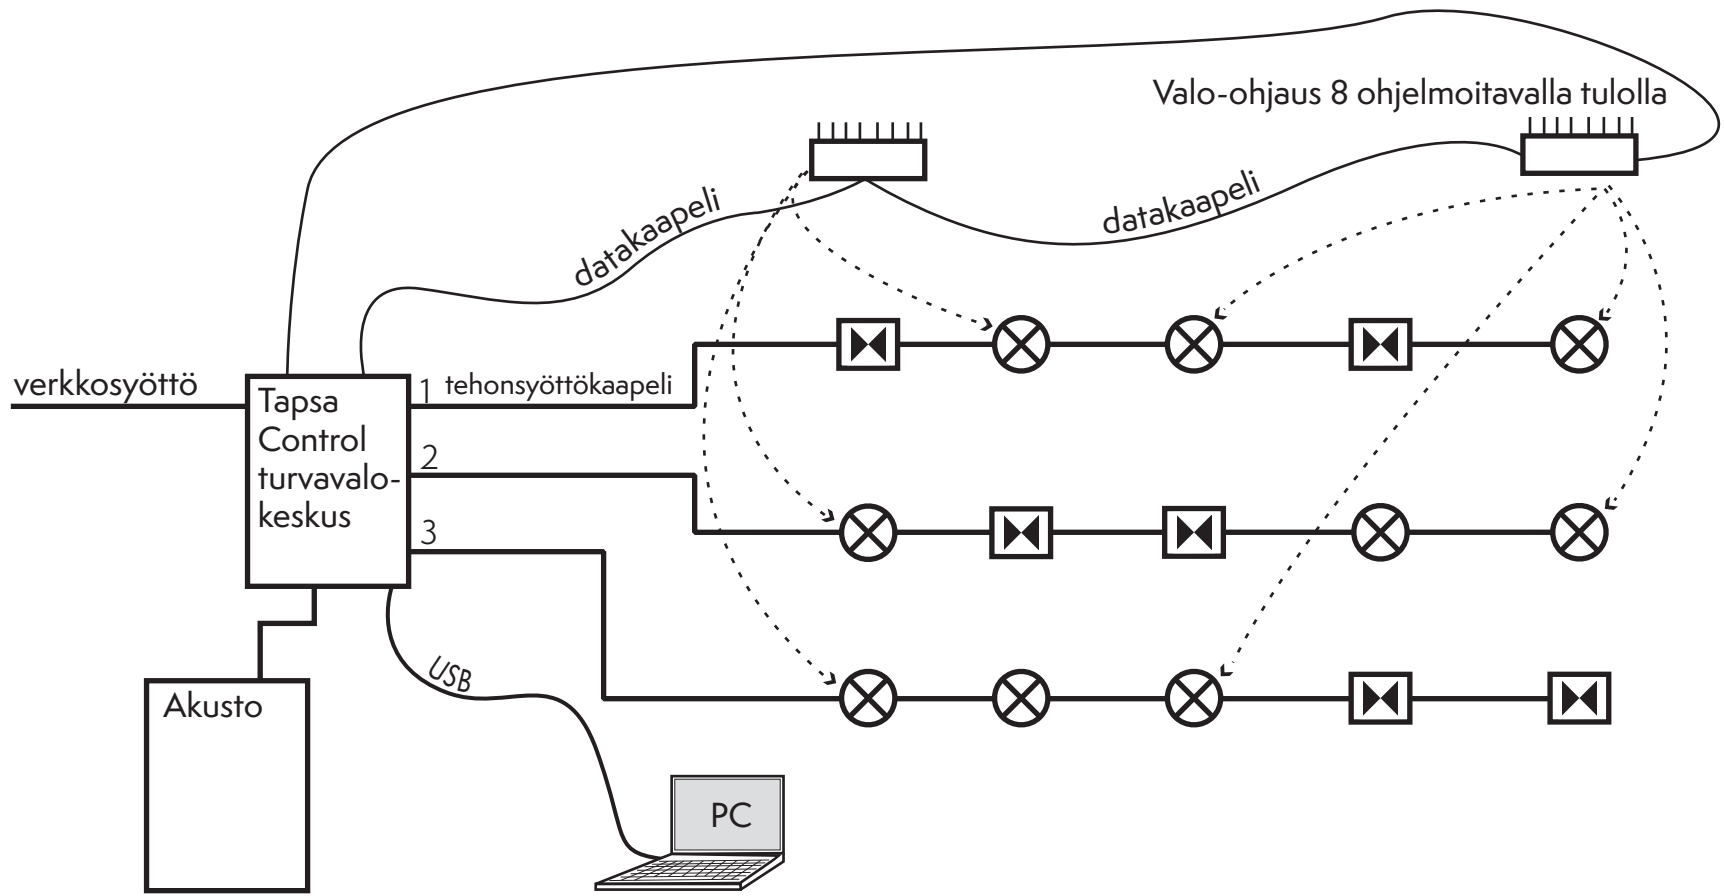 Valo-ohjaus 8 ohjelmoitavalla tulolla
datakaapeli
datakaapeli
verkkosyöttö
1 tehonsyöttökaapeli
Tapsa
Control
turvavalo-
keskus
2
3
USB
Akusto
PC